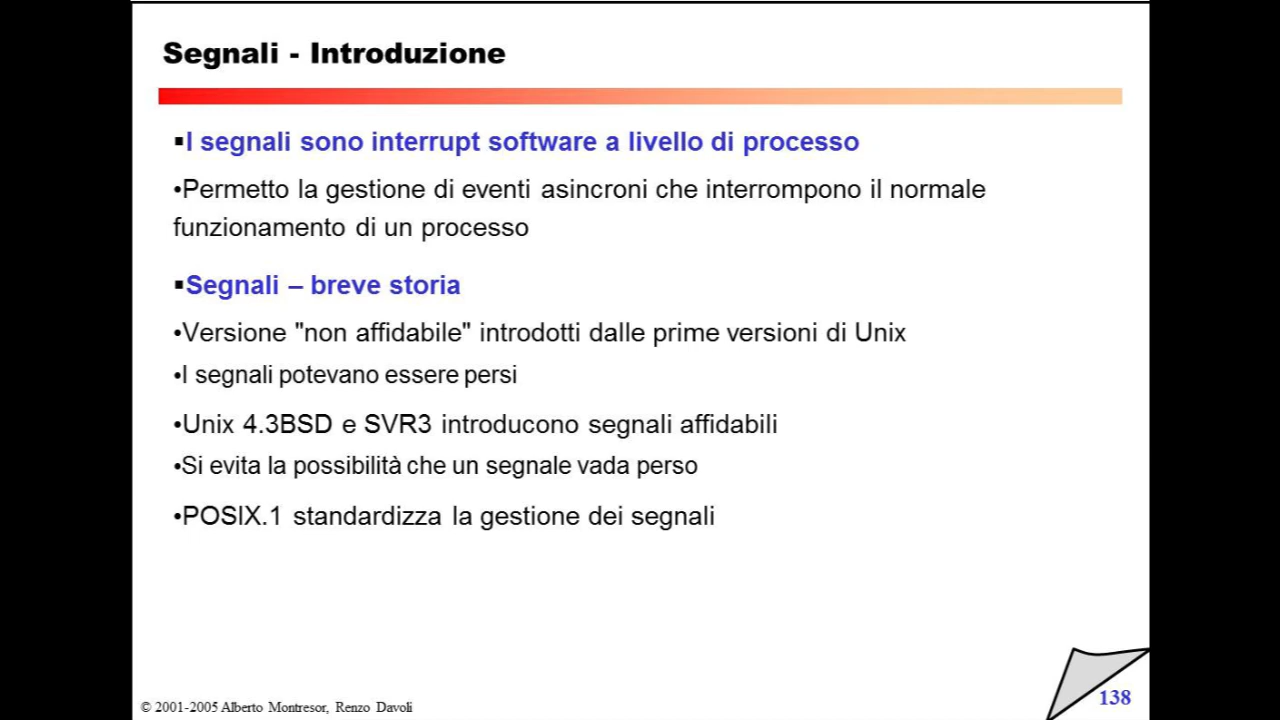 Segnali - Introduzione
▪I segnali sono interrupt software a livello di processo
•Permetto la gestione di eventi asincroni che interrompono il normale
funzionamento di un processo
▪Segnali – breve storia
•Versione "non affidabile" introdotti dalle prime versioni di Unix
•I segnali potevano essere persi
•Unix 4.3BSD e SVR3 introducono segnali affidabili
•Si evita la possibilità che un segnale vada perso
•POSIX.1 standardizza la gestione dei segnali
© 2001-2005 Alberto Montresor, Renzo Davoli
138